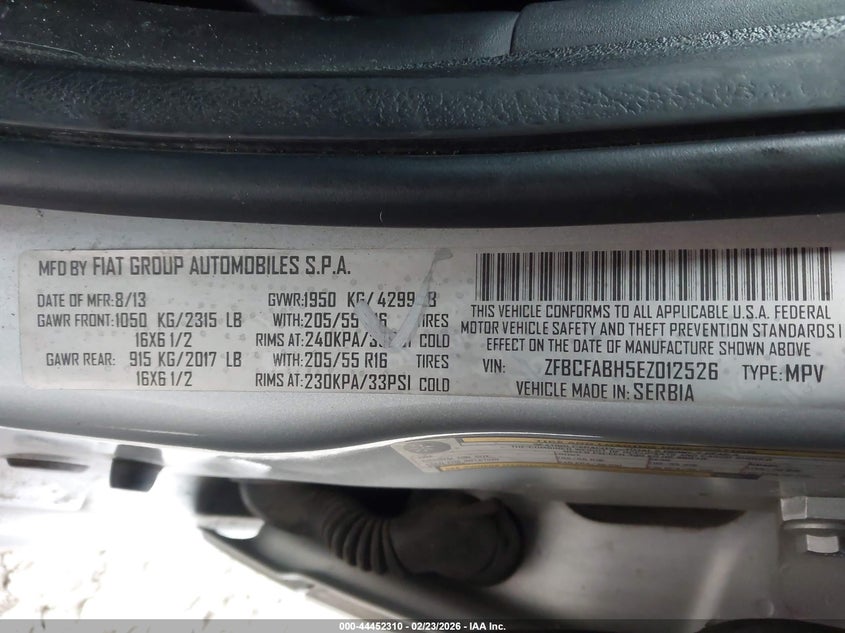 MFD BY FIAT GROUP AUTOMOBILES S.P.A.
DATE OF MFR:8/13 GVWR:1950 KG/4299
GAWR FRONT:1050 KG/2315 LB WITH:205/55 R16 TIRES
16X6 1/2 RIMS AT:240KPA/ COLD
GAWR REAR: 915 KG/2017 LB WITH:205/55 R16 TIRES
16X6 1/2 RIMS AT:230KPA/33PSI COLD
THIS VEHICLE CONFORMS TO ALL APPLICABLE U.S.A. FEDERAL
MOTOR VEHICLE SAFETY AND THEFT PREVENTION STANDARDS I
EFFECT ON THE DATE OF MANUFACTURE SHOWN ABOVE
VIN: ZFBCFABH5EZ012526 TYPE: MPV
VEHICLE MADE IN: SERBIA
000-44452310 - 02/23/2026 - IAA Inc.